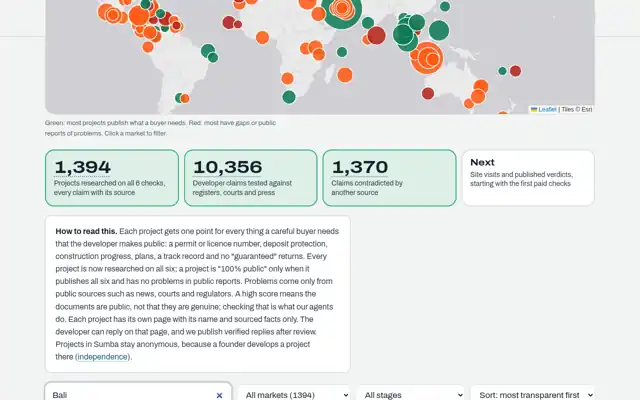 Leaflet | Tiles © Esri
Green: most projects publish what a buyer needs. Red: most have gaps or public
reports of problems. Click a market to filter.
1,394
Projects researched on all 6 checks,
every claim with its source
10,356
Developer claims tested against
registers, courts and press
1,370
Claims contradicted by
another source
Next
Site visits and published verdicts,
starting with the first paid checks
How to read this. Each project gets one point for every thing a careful buyer needs
that the developer makes public: a permit or licence number, deposit protection,
construction progress, plans, a track record and no "guaranteed" returns. Every
project is now researched on all six; a project is "100% public" only when it
publishes all six and has no problems in public reports. Problems come only from
public sources such as news, courts and regulators. A high score means the
documents are public, not that they are genuine; checking that is what our agents
do. Each project has its own page with its name and sourced facts only. The
developer can reply on that page, and we publish verified replies after review.
Projects in Sumba stay anonymous, because a founder develops a project
there (independence).
Bali
All markets (1394)
All stages
Sort: most transparent first